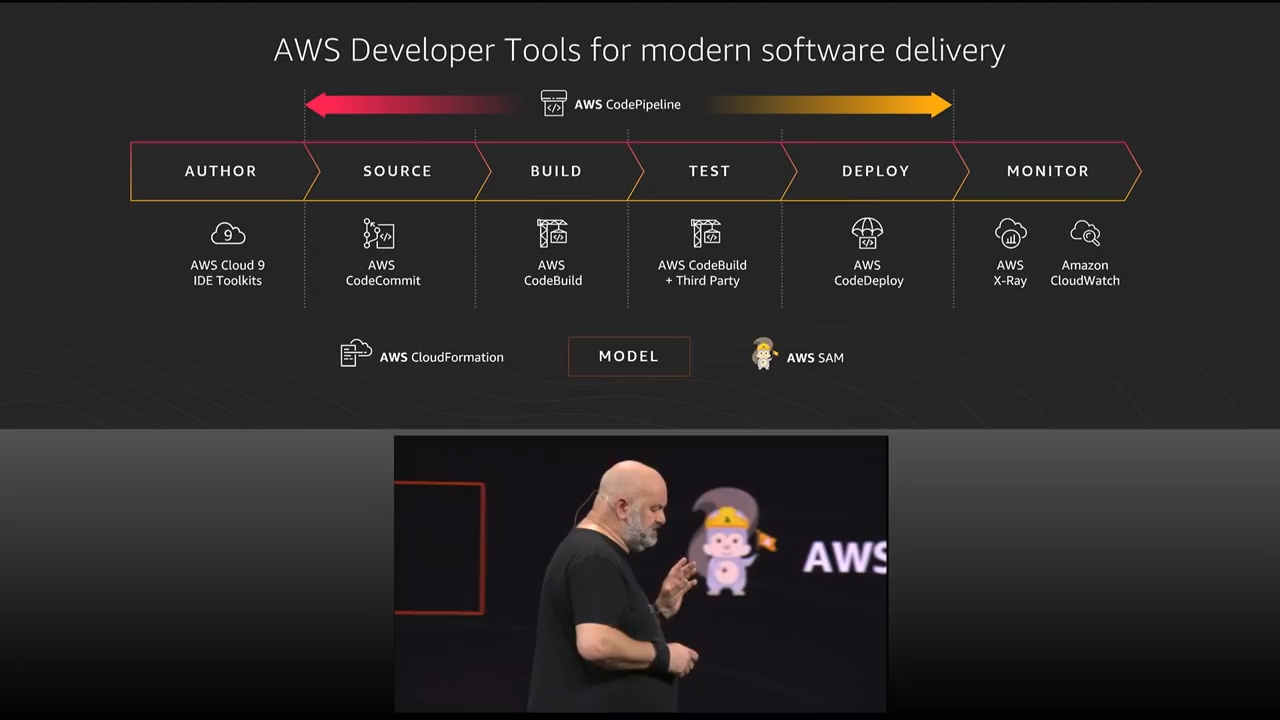 AWS Developer Tools for modern software delivery
AWS CodePipeline
AUTHOR
SOURCE
BUILD
TEST
DEPLOY
MONITOR
9
AWS Cloud 9
IDE Toolkits
AWS
CodeCommit
AWS
CodeBuild
AWS CodeBuild
+ Third Party
AWS
CodeDeploy
AWS
X-Ray
Amazon
CloudWatch
AWS CloudFormation
MODEL
AWS SAM
AWS